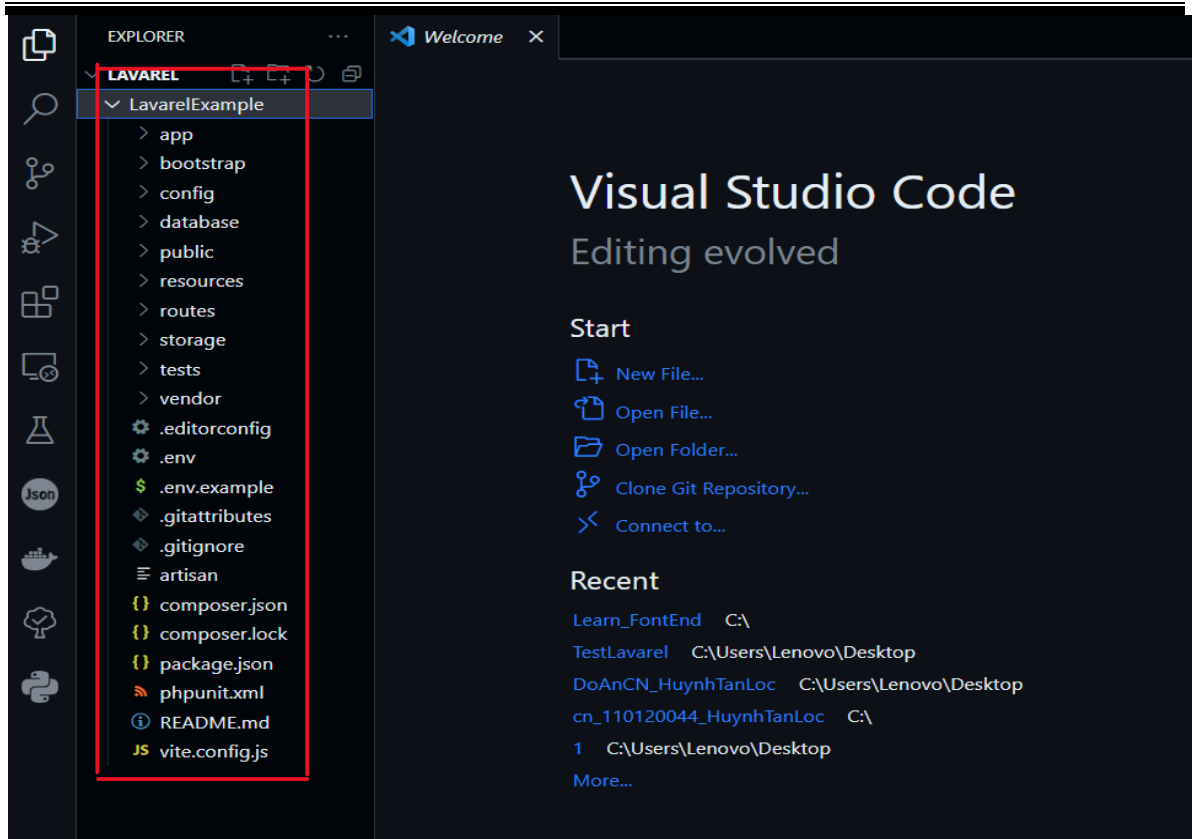 EXPLORER
Welcome
LAVAREL
LavarelExample
app
bootstrap
config
database
public
resources
routes
storage
tests
vendor
.editorconfig
.env
$ .env.example
.gitattributes
.gitignore
artisan
{} composer.json
{} composer.lock
{} package.json
phpunit.xml
README.md
JS vite.config.js
Json
Visual Studio Code
Editing evolved
Start
New File...
Open File...
Open Folder...
Clone Git Repository...
Connect to...
Recent
Learn_FontEnd C:\
TestLavarel C:\Users\Lenovo\Desktop
DoAnCN_HuynhTanLoc C:\Users\Lenovo\Desktop
cn_110120044_HuynhTanLoc C:\
1 C:\Users\Lenovo\Desktop
More...